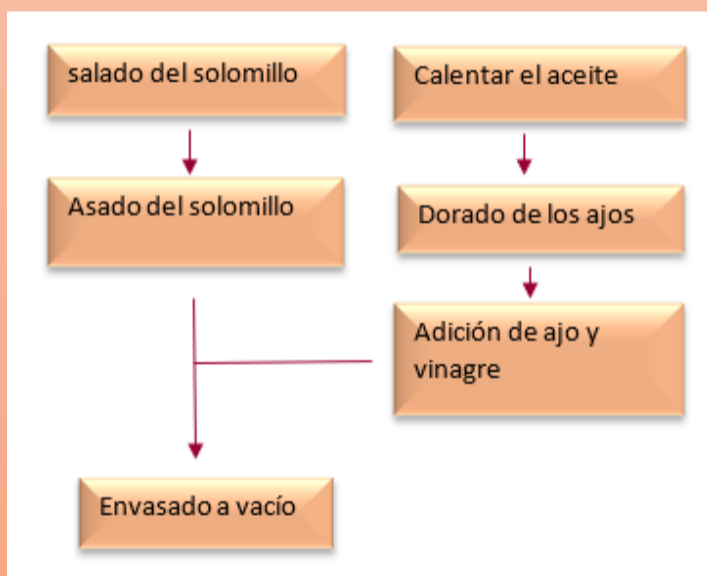 salado del solomillo
Calentar el aceite
Asado del solomillo
Dorado de los ajos
Adición de ajo y
vinagre
Envasado a vacío